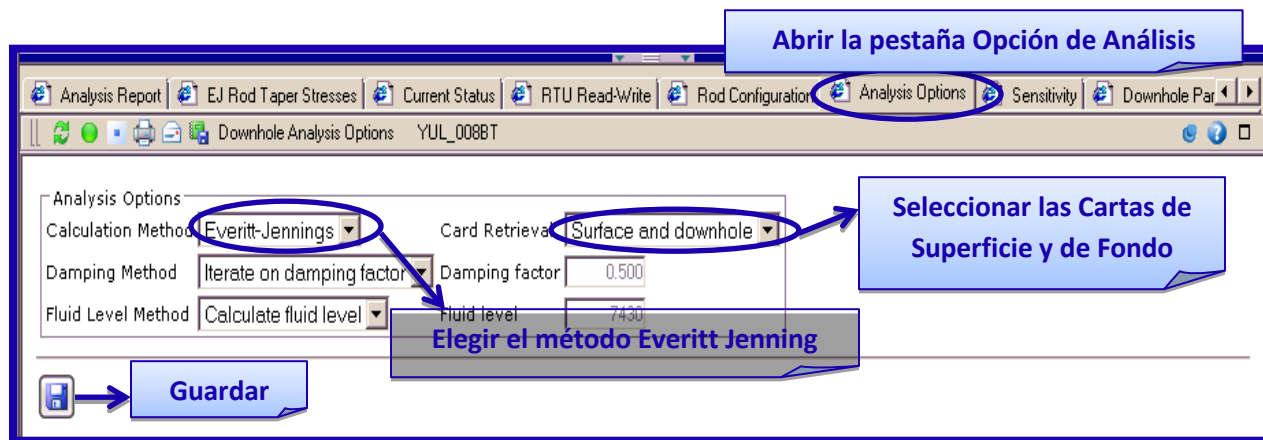 Abrir la pestaña Opción de Análisis
Analysis Report EJ Rod Taper Stresses Current Status RTU Read-Write Rod Configuration Analysis Options Sensitivity Downhole Par
Downhole Analysis Options YUL_008BT
Analysis Options
Calculation Method Everitt-Jennings Card Retrieval Surface and downhole
Seleccionar las Cartas de
Superficie y de Fondo
Damping Method Iterate on damping factor Damping factor 0.500
Fluid Level Method Calculate fluid level Fluid level 7430
Elegir el método Everitt Jenning
Guardar